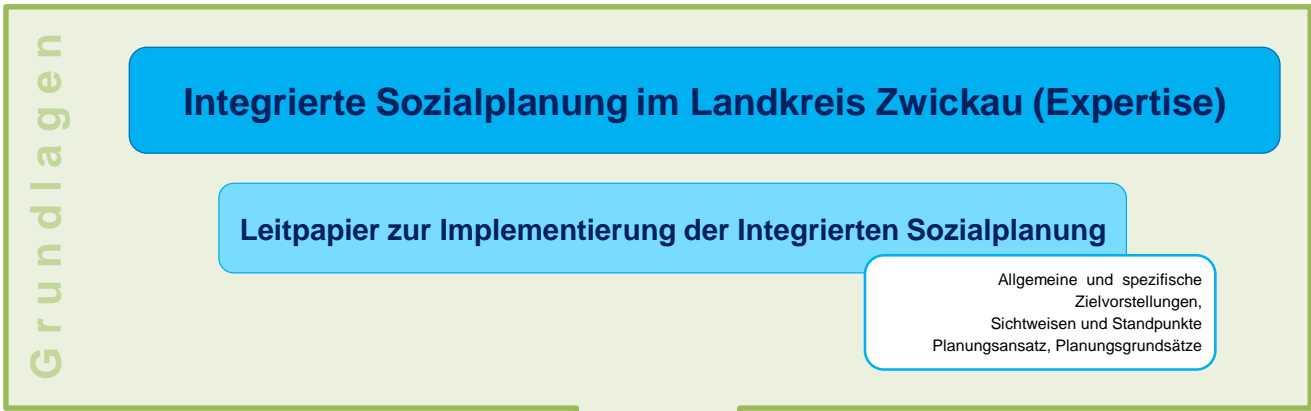 Grundlagen
Integrierte Sozialplanung im Landkreis Zwickau (Expertise)
Leitpapier zur Implementierung der Integrierten Sozialplanung
Allgemeine und spezifische
Zielvorstellungen,
Sichtweisen und Standpunkte
Planungsansatz, Planungsgrundsätze